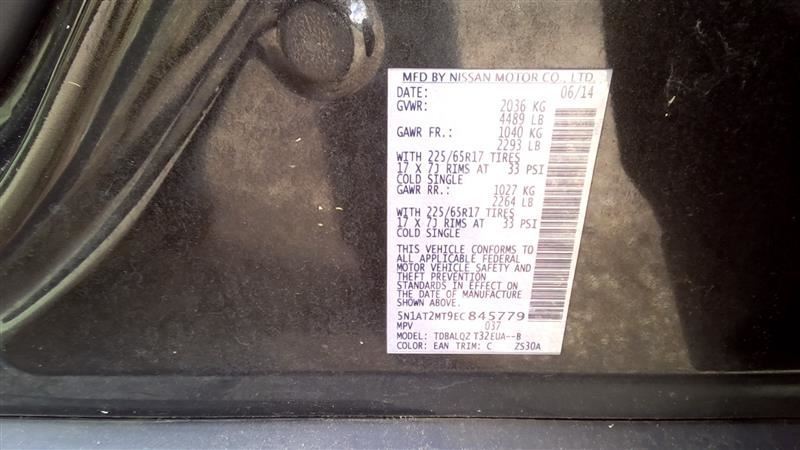 MFD BY NISSAN MOTOR CO., LTD.
DATE: 06/14
GVWR: 2036 KG
4489 LB
GAWR FR.: 1040 KG
2293 LB
WITH 225/65R17 TIRES
17 X 7J RIMS AT 33 PSI
COLD SINGLE
GAWR RR.: 1027 KG
2264 LB
WITH 225/65R17 TIRES
17 X 7J RIMS AT 33 PSI
COLD SINGLE
THIS VEHICLE CONFORMS TO
ALL APPLICABLE FEDERAL
MOTOR VEHICLE SAFETY AND
THEFT PREVENTION
STANDARDS IN EFFECT ON
THE DATE OF MANUFACTURE
SHOWN ABOVE.
5N1AT2MT9EC845779
MPV 037
MODEL: TDBALQZ T32EUA--B
COLOR: EAN TRIM: C ZS30A